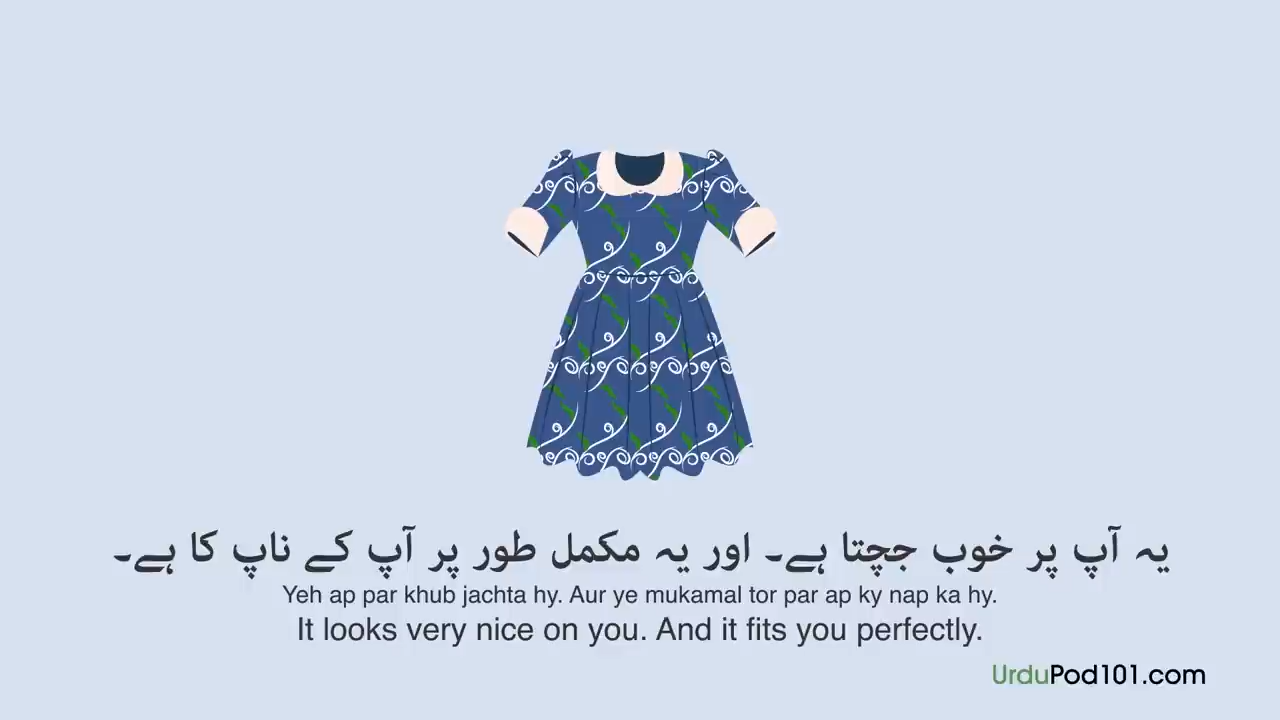 یہ آپ پر خوب جچتا ہے۔ اور یہ مکمل طور پر آپ کے ناپ کا ہے۔
Yeh ap par khub jachta hy. Aur ye mukamal tor par ap ky nap ka hy.
It looks very nice on you. And it fits you perfectly.
UrduPod101.com